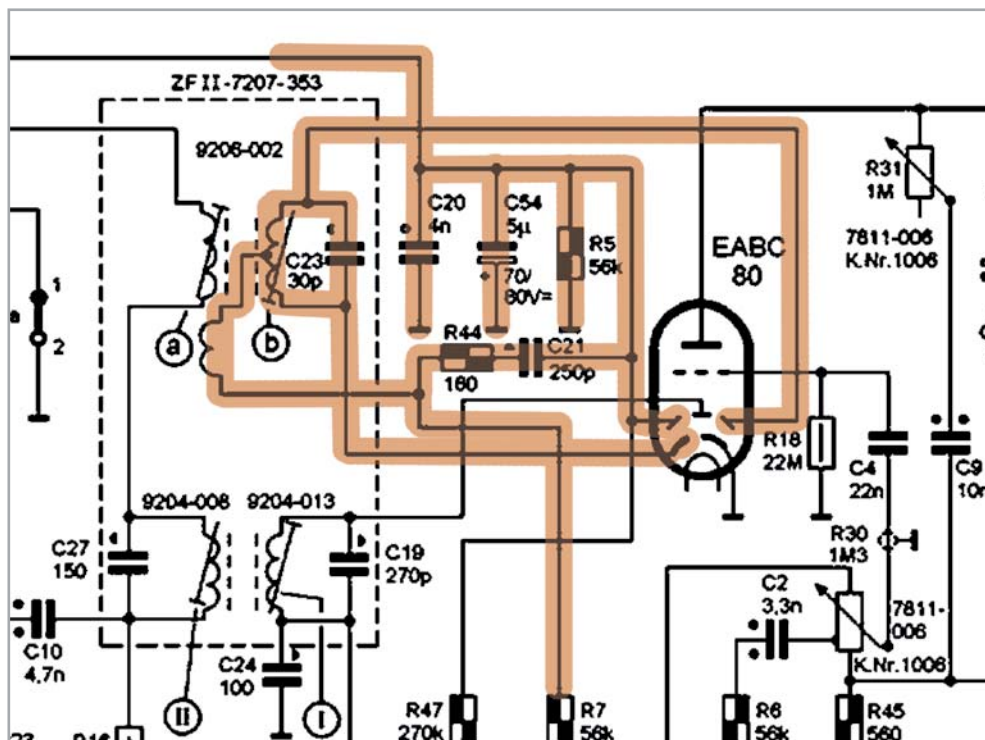 ZF II-7207-353
9206-002
R31
1M
C20
4n
C54
5μ
R5
56k
EABC
80
C23
30p
70/
80V=
7811-006
K.Nr.1006
1
2
a
b
R44
160
C21
250p
R18
22M
C4
22n
C9
10n
9204-008
9204-013
C27
150
C19
270p
R30
1M3
C2
3,3n
7811-
006
K.Nr.1006
C10
4,7n
C24
100
II
I
R47
270k
R7
56k
R6
56k
R45
560